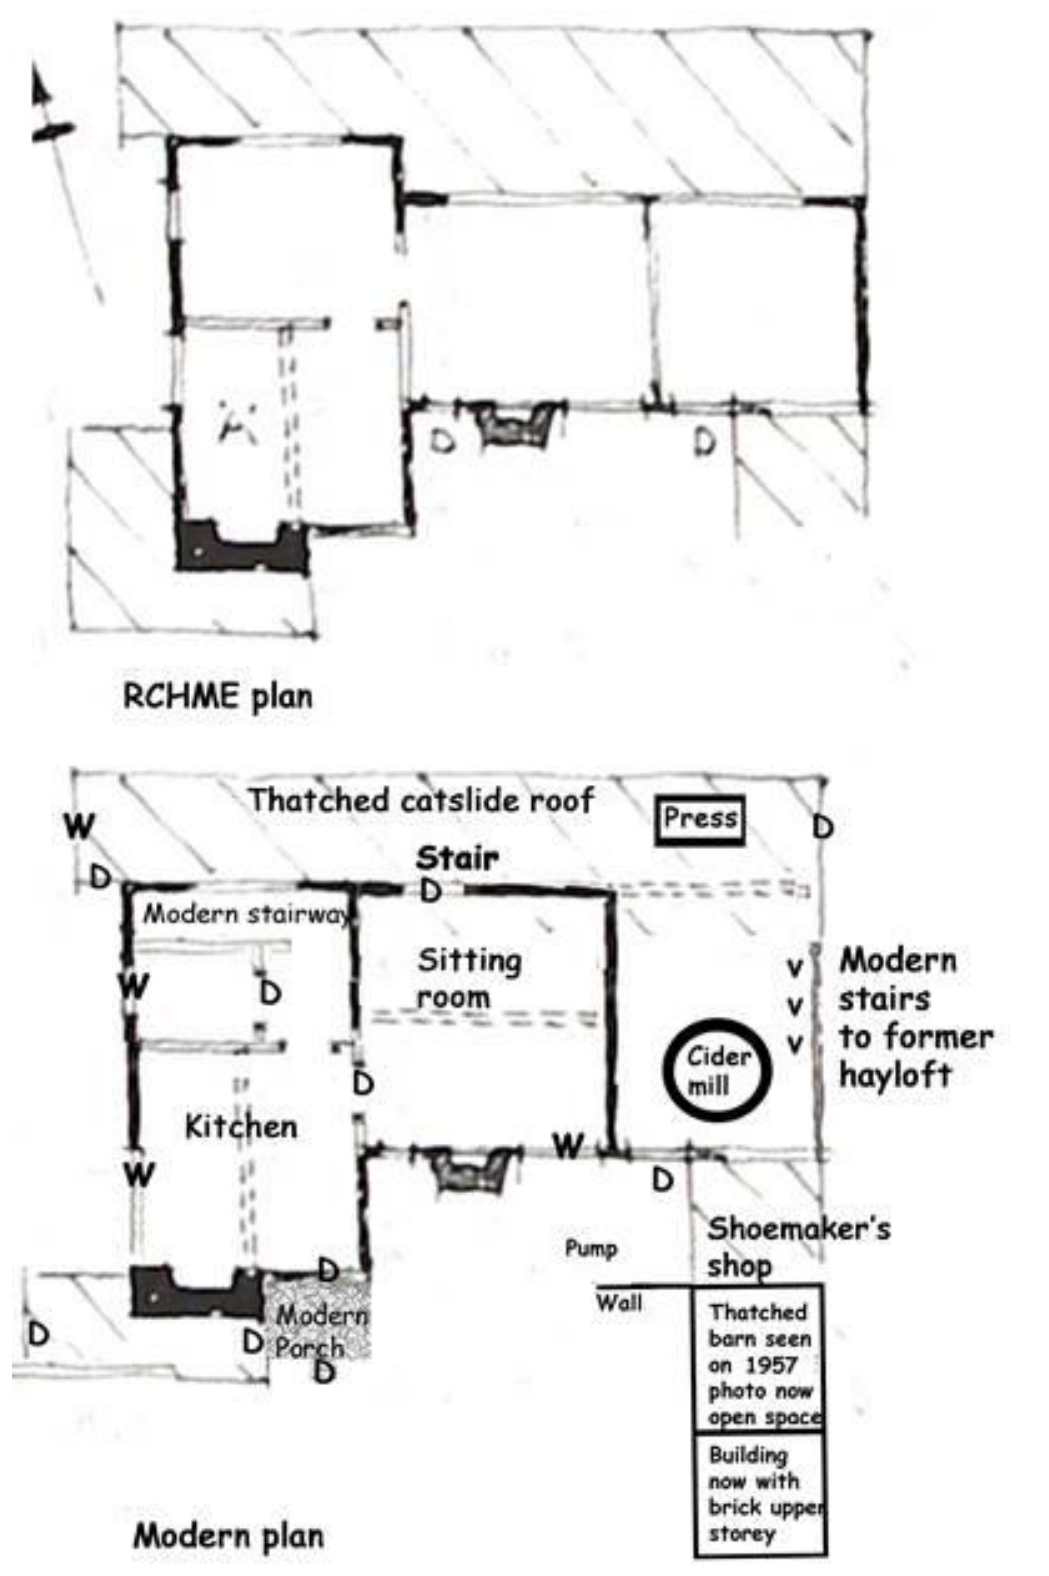 D
D
RCHME plan
Thatched catslide roof
Press
W
D
D
Stair
D
Modern stairway
Sitting
room
W
D
v
v
v
Modern
stairs
to former
hayloft
Cider
mill
D
Kitchen
W
W
D
Shoemaker's
shop
Pump
Wall
D
Modern
Porch
D
D
D
Thatched
barn seen
on 1957
photo now
open space
Building
now with
brick upper
storey
Modern plan